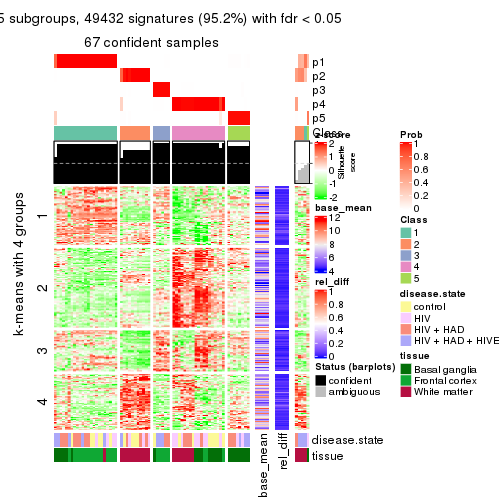 5 subgroups, 49432 signatures (95.2%) with fdr < 0.05
67 confident samples
p1
p2
p3
p4
p5
Class
Silhouette score
k-means with 4 groups
1
2
3
4
base_mean
rel_diff
disease.state
tissue
z-score
2
1
0
-1
-2
base_mean
12
10
8
6
4
rel_diff
1
0.8
0.6
0.4
0.2
0
Status (barplots)
confident
ambiguous
Prob
1
0.8
0.6
0.4
0.2
0
Class
1
2
3
4
5
disease.state
control
HIV
HIV + HAD
HIV + HAD + HIVE
tissue
Basal ganglia
Frontal cortex
White matter